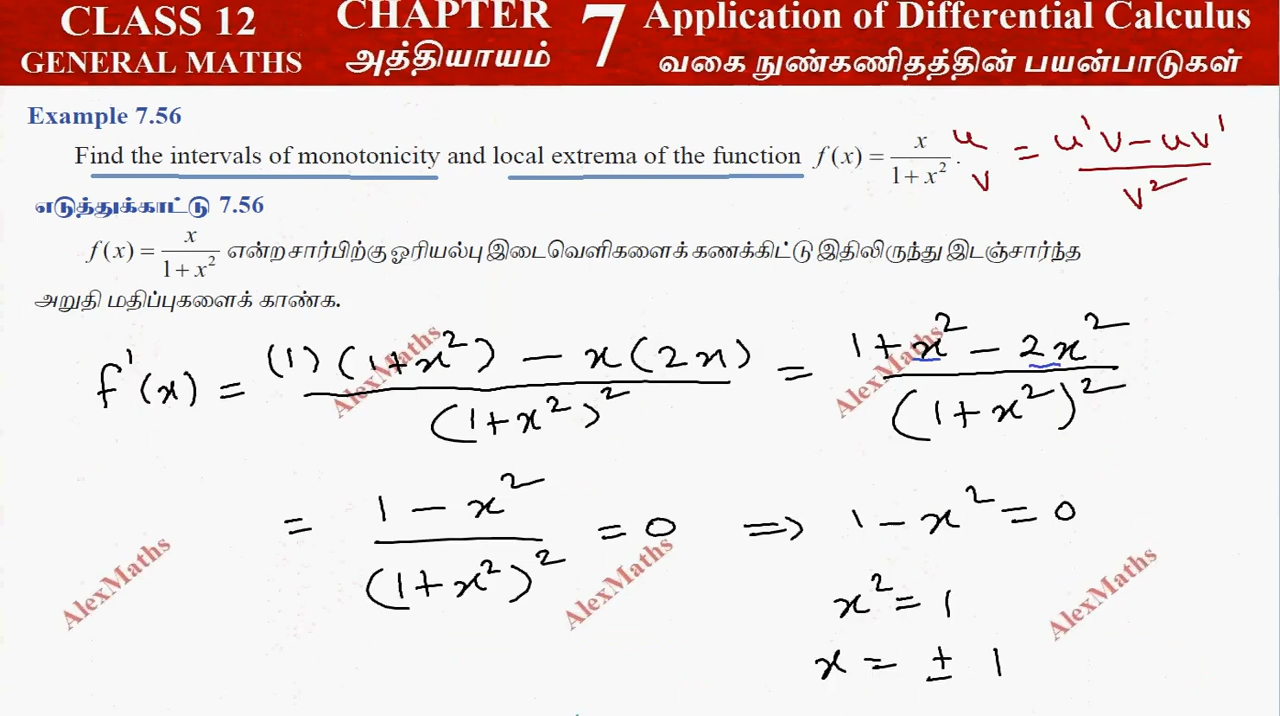 CLASS 12
GENERAL MATHS
CHAPTER
அத்தியாயம்
7
Application of Differential Calculus
வகை நுண்கணிதத்தின் பயன்பாடுகள்
Example 7.56
Find the intervals of monotonicity and local extrema of the function f(x) = x/(1+x²).
u/v = (u'v − uv')/v²
எடுத்துக்காட்டு 7.56
f(x) = x/(1+x²) என்ற சார்பிற்கு ஓரியல்பு இடைவெளிகளைக் கணக்கிட்டு இதிலிருந்து இடஞ்சார்ந்த
அறுதி மதிப்புகளைக் காண்க.
f'(x) = ((1)(1+x²) − x(2x))/(1+x²)² = (1+x² − 2x²)/(1+x²)²
= (1 − x²)/(1+x²)² = 0 ⇒ 1 − x² = 0
x² = 1
x = ± 1
AlexMaths
AlexMaths
AlexMaths
AlexMaths
AlexMaths